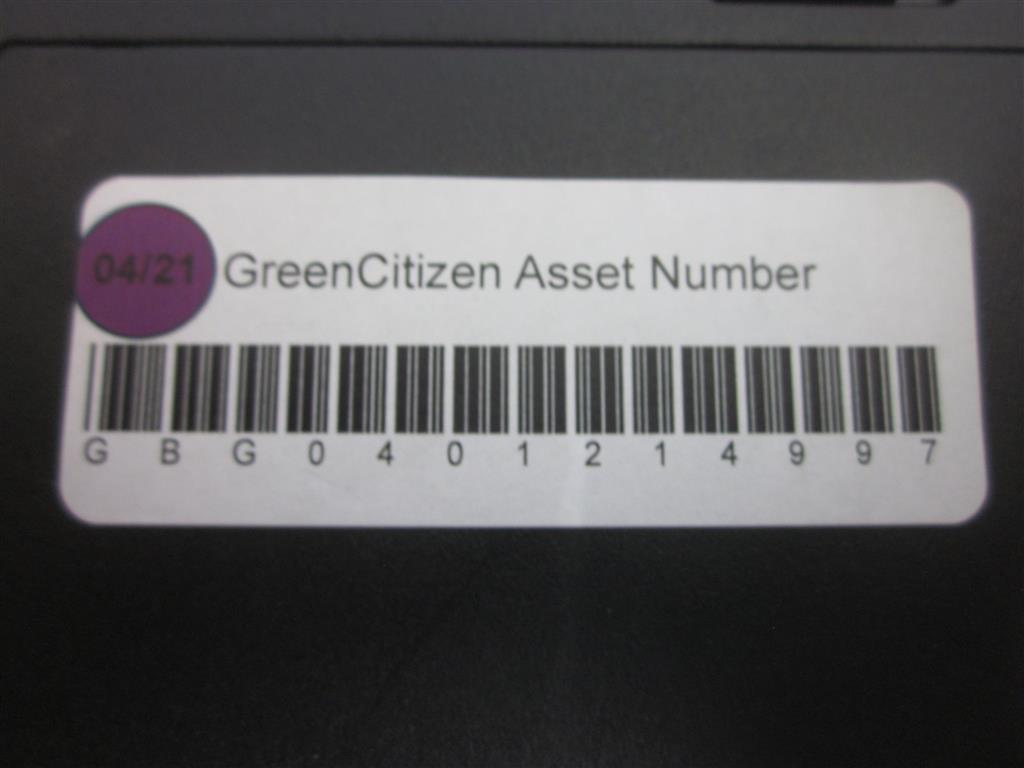 04/21 GreenCitizen Asset Number
G B G 0 4 0 1 2 1 4 9 9 7